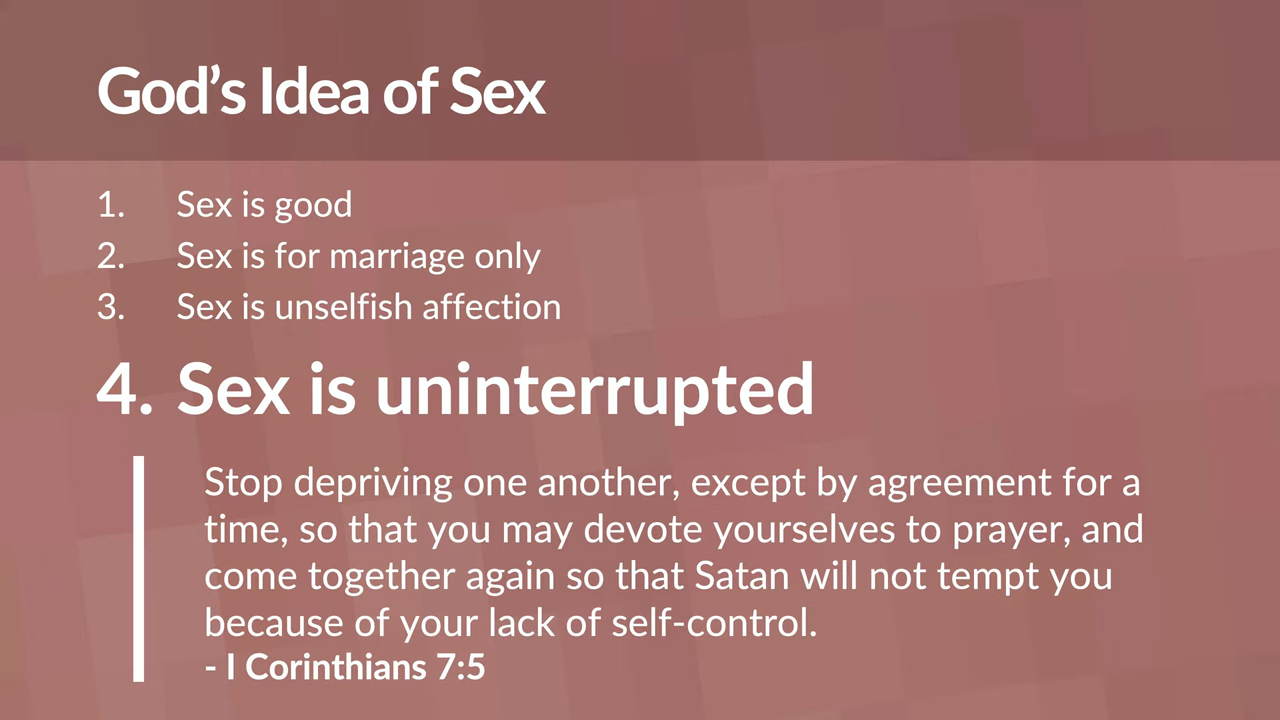 God’s Idea of Sex
1. Sex is good
2. Sex is for marriage only
3. Sex is unselfish affection
4. Sex is uninterrupted
Stop depriving one another, except by agreement for a
time, so that you may devote yourselves to prayer, and
come together again so that Satan will not tempt you
because of your lack of self-control.
- I Corinthians 7:5